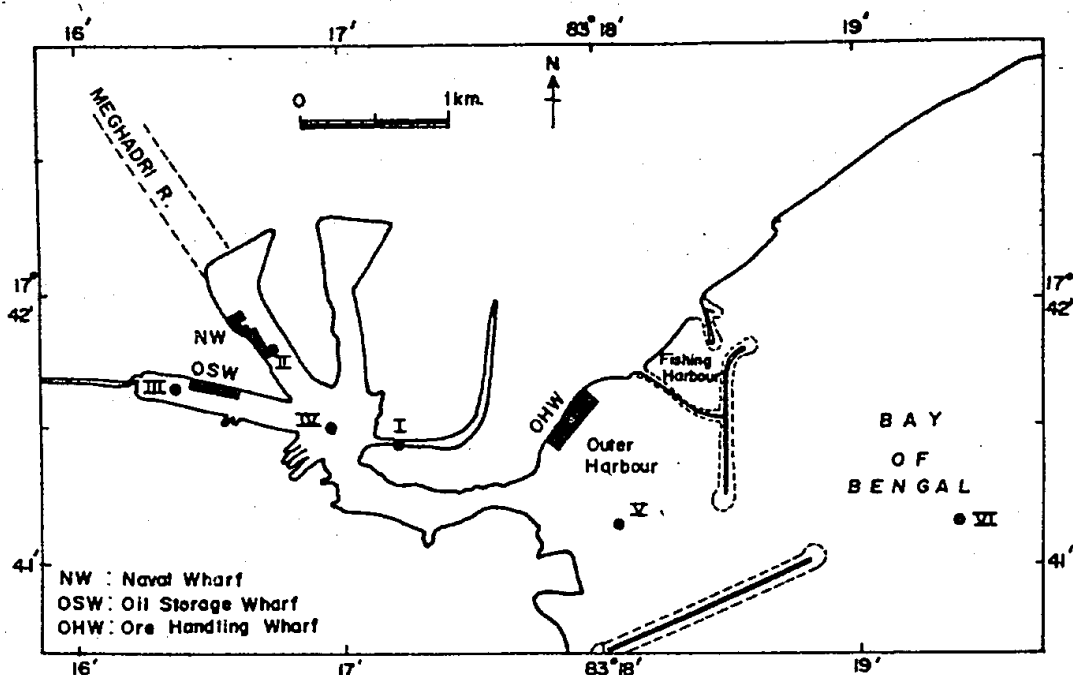 16' 17' 83° 18' 19'
N
0 1 km.
MEGHADRI R.
17° 42'
17° 42'
NW
II
OSW
III
IV
I
Fishing
Harbour
OHW
Outer
Harbour
BAY
OF
BENGAL
V
VI
41'
41'
NW : Naval Wharf
OSW : Oil Storage Wharf
OHW : Ore Handling Wharf
16' 17' 83° 18' 19'